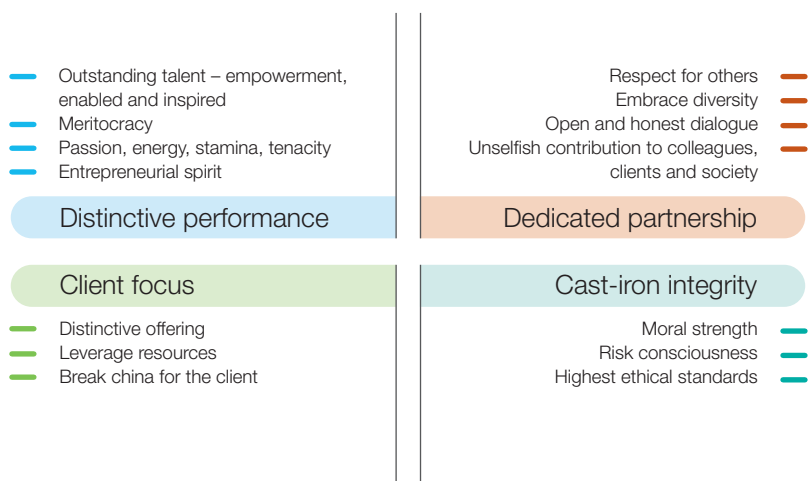 Outstanding talent – empowerment,
enabled and inspired
Meritocracy
Passion, energy, stamina, tenacity
Entrepreneurial spirit
Distinctive performance
Respect for others
Embrace diversity
Open and honest dialogue
Unselfish contribution to colleagues,
clients and society
Dedicated partnership
Client focus
Distinctive offering
Leverage resources
Break china for the client
Cast-iron integrity
Moral strength
Risk consciousness
Highest ethical standards